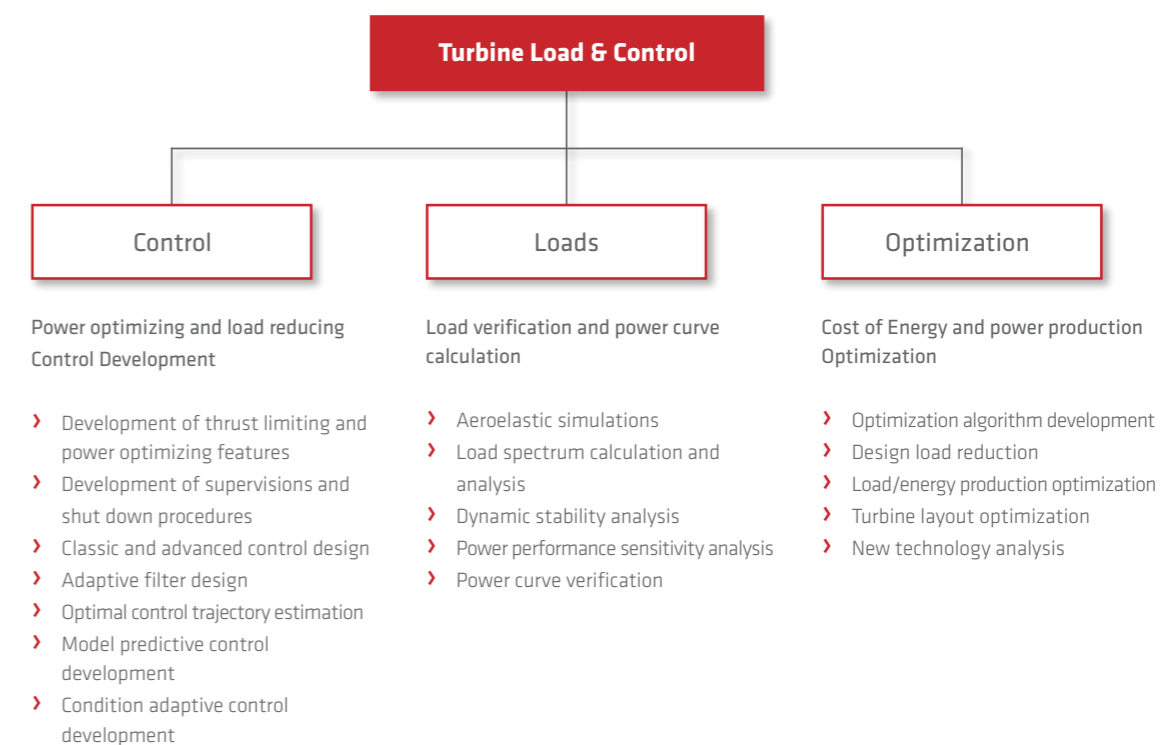 Turbine Load & Control
Control
Power optimizing and load reducing
Control Development
Development of thrust limiting and
power optimizing features
Development of supervisions and
shut down procedures
Classic and advanced control design
Adaptive filter design
Optimal control trajectory estimation
Model predictive control
development
Condition adaptive control
development
Loads
Load verification and power curve
calculation
Aeroelastic simulations
Load spectrum calculation and
analysis
Dynamic stability analysis
Power performance sensitivity analysis
Power curve verification
Optimization
Cost of Energy and power production
Optimization
Optimization algorithm development
Design load reduction
Load/energy production optimization
Turbine layout optimization
New technology analysis